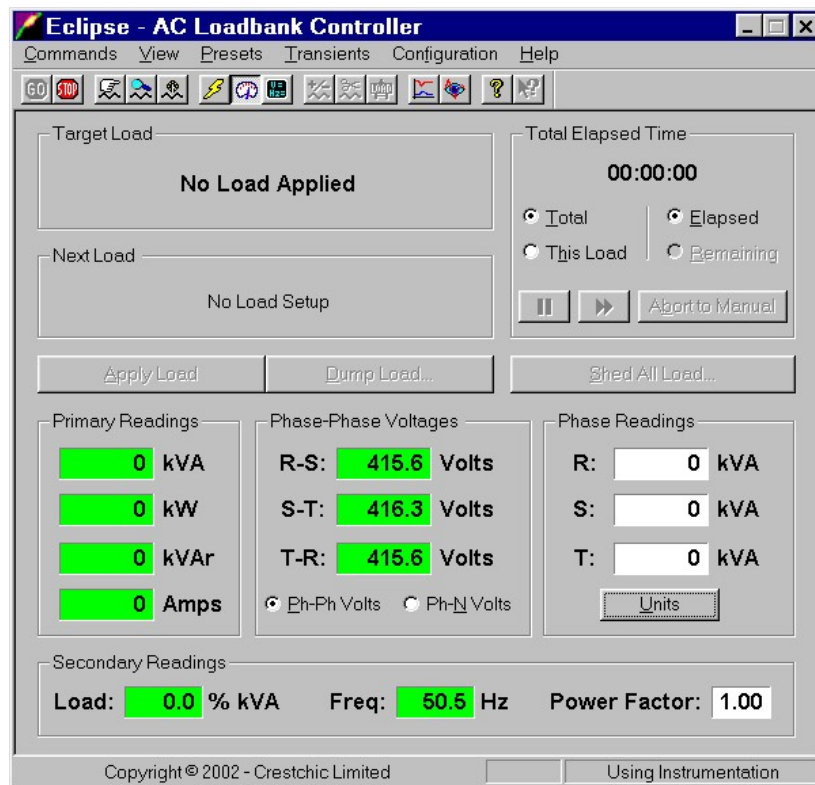 Eclipse - AC Loadbank Controller
Commands View Presets Transients Configuration Help
GO STOP
Target Load
No Load Applied
Total Elapsed Time
00:00:00
Total Elapsed
This Load Remaining
Next Load
No Load Setup
Abort to Manual
Apply Load Dump Load... Shed All Load...
Primary Readings
0 kVA
0 kW
0 kVAr
0 Amps
Phase-Phase Voltages
R-S: 415.6 Volts
S-T: 416.3 Volts
T-R: 415.6 Volts
Ph-Ph Volts Ph-N Volts
Phase Readings
R: 0 kVA
S: 0 kVA
T: 0 kVA
Units
Secondary Readings
Load: 0.0 % kVA Freq: 50.5 Hz Power Factor: 1.00
Copyright © 2002 - Crestchic Limited Using Instrumentation